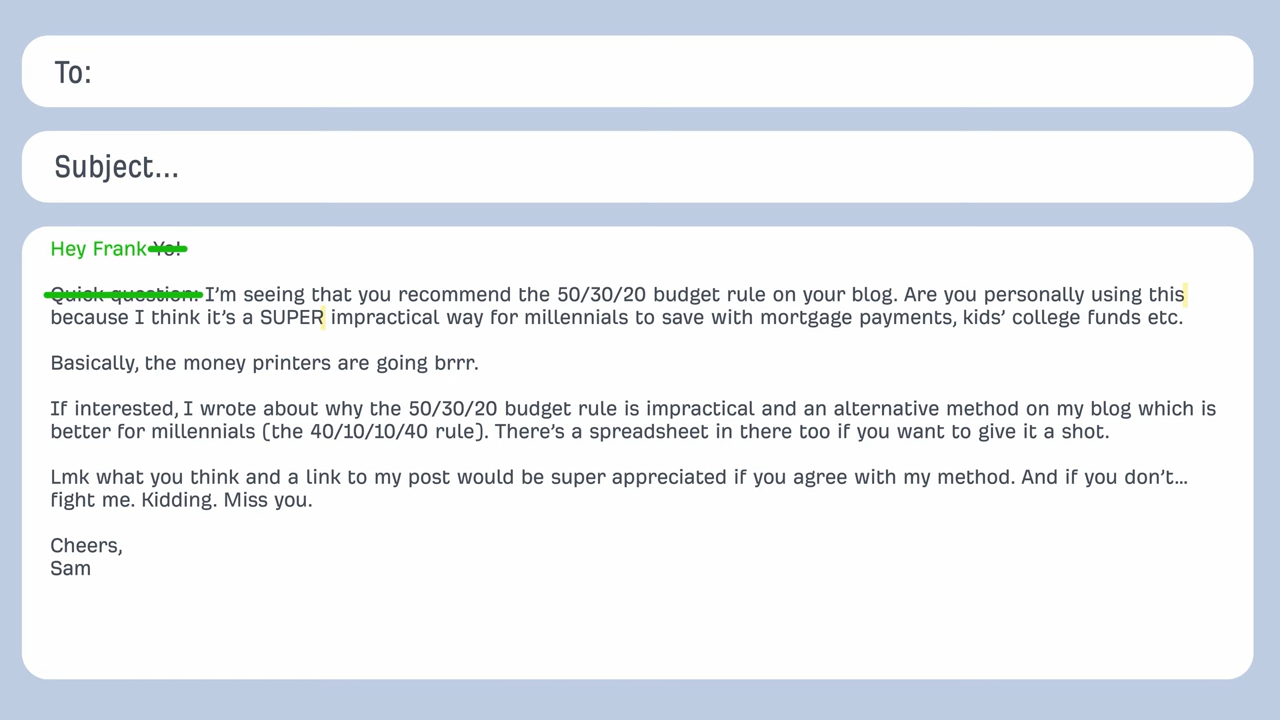 To:
Subject...
Hey Frank Yo!
Quick question: I'm seeing that you recommend the 50/30/20 budget rule on your blog. Are you personally using this
because I think it's a SUPER impractical way for millennials to save with mortgage payments, kids' college funds etc.
Basically, the money printers are going brrr.
If interested, I wrote about why the 50/30/20 budget rule is impractical and an alternative method on my blog which is
better for millennials (the 40/10/10/40 rule). There's a spreadsheet in there too if you want to give it a shot.
Lmk what you think and a link to my post would be super appreciated if you agree with my method. And if you don't...
fight me. Kidding. Miss you.
Cheers,
Sam